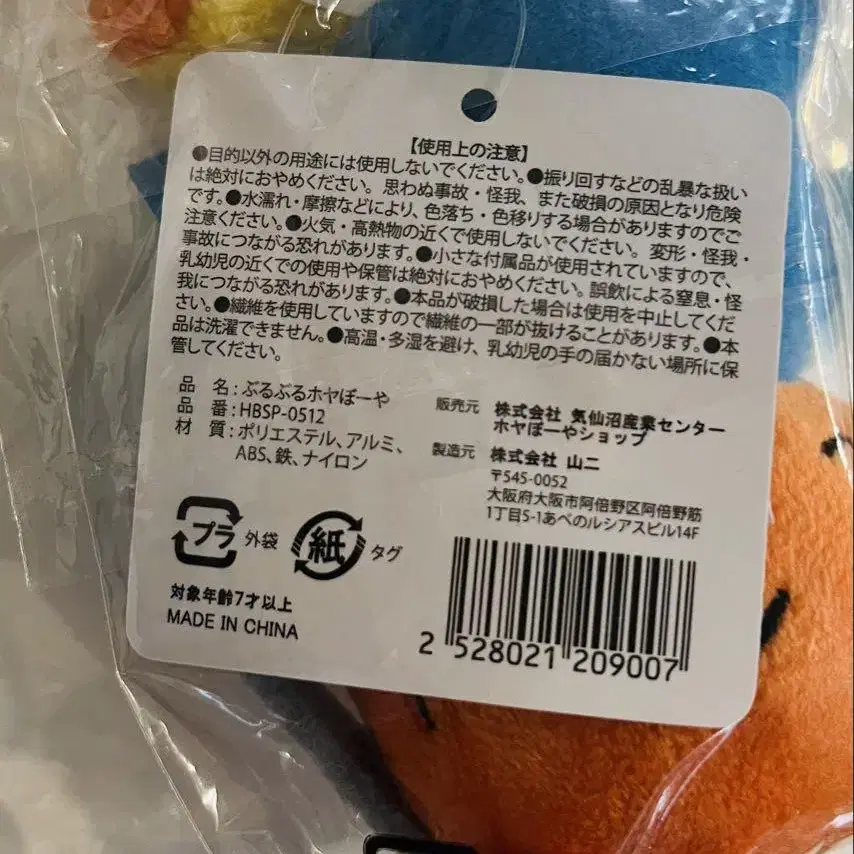 【使用上の注意】
●目的以外の用途には使用しないでください。●振り回すなどの乱暴な扱い
は絶対におやめください。思わぬ事故・怪我、また破損の原因となり危険
です。●水濡れ・摩擦などにより、色落ち・色移りする場合がありますのでご
注意ください。●火気・高熱物の近くで使用しないでください。変形・怪我・
事故につながる恐れがあります。●小さな付属品が使用されていますので、
乳幼児の近くでの使用や保管は絶対におやめください。誤飲による窒息・怪
我につながる恐れがあります。●本品が破損した場合は使用を中止してくだ
さい。●繊維を使用していますので繊維の一部が抜けることがあります。●本
品は洗濯できません。●高温・多湿を避け、乳幼児の手の届かない場所に保
管してください。
品 名：ぶるぶるホヤぼーや
品 番：HBSP-0512
材 質：ポリエステル、アルミ、
ABS、鉄、ナイロン
販売元 株式会社 気仙沼産業センター
ホヤぼーやショップ
製造元 株式会社 山二
〒545-0052
大阪府大阪市阿倍野区阿倍野筋
1丁目5-1あべのルシアスビル14F
プラ 外袋 紙 タグ
対象年齢7才以上
MADE IN CHINA
2 528021 209007